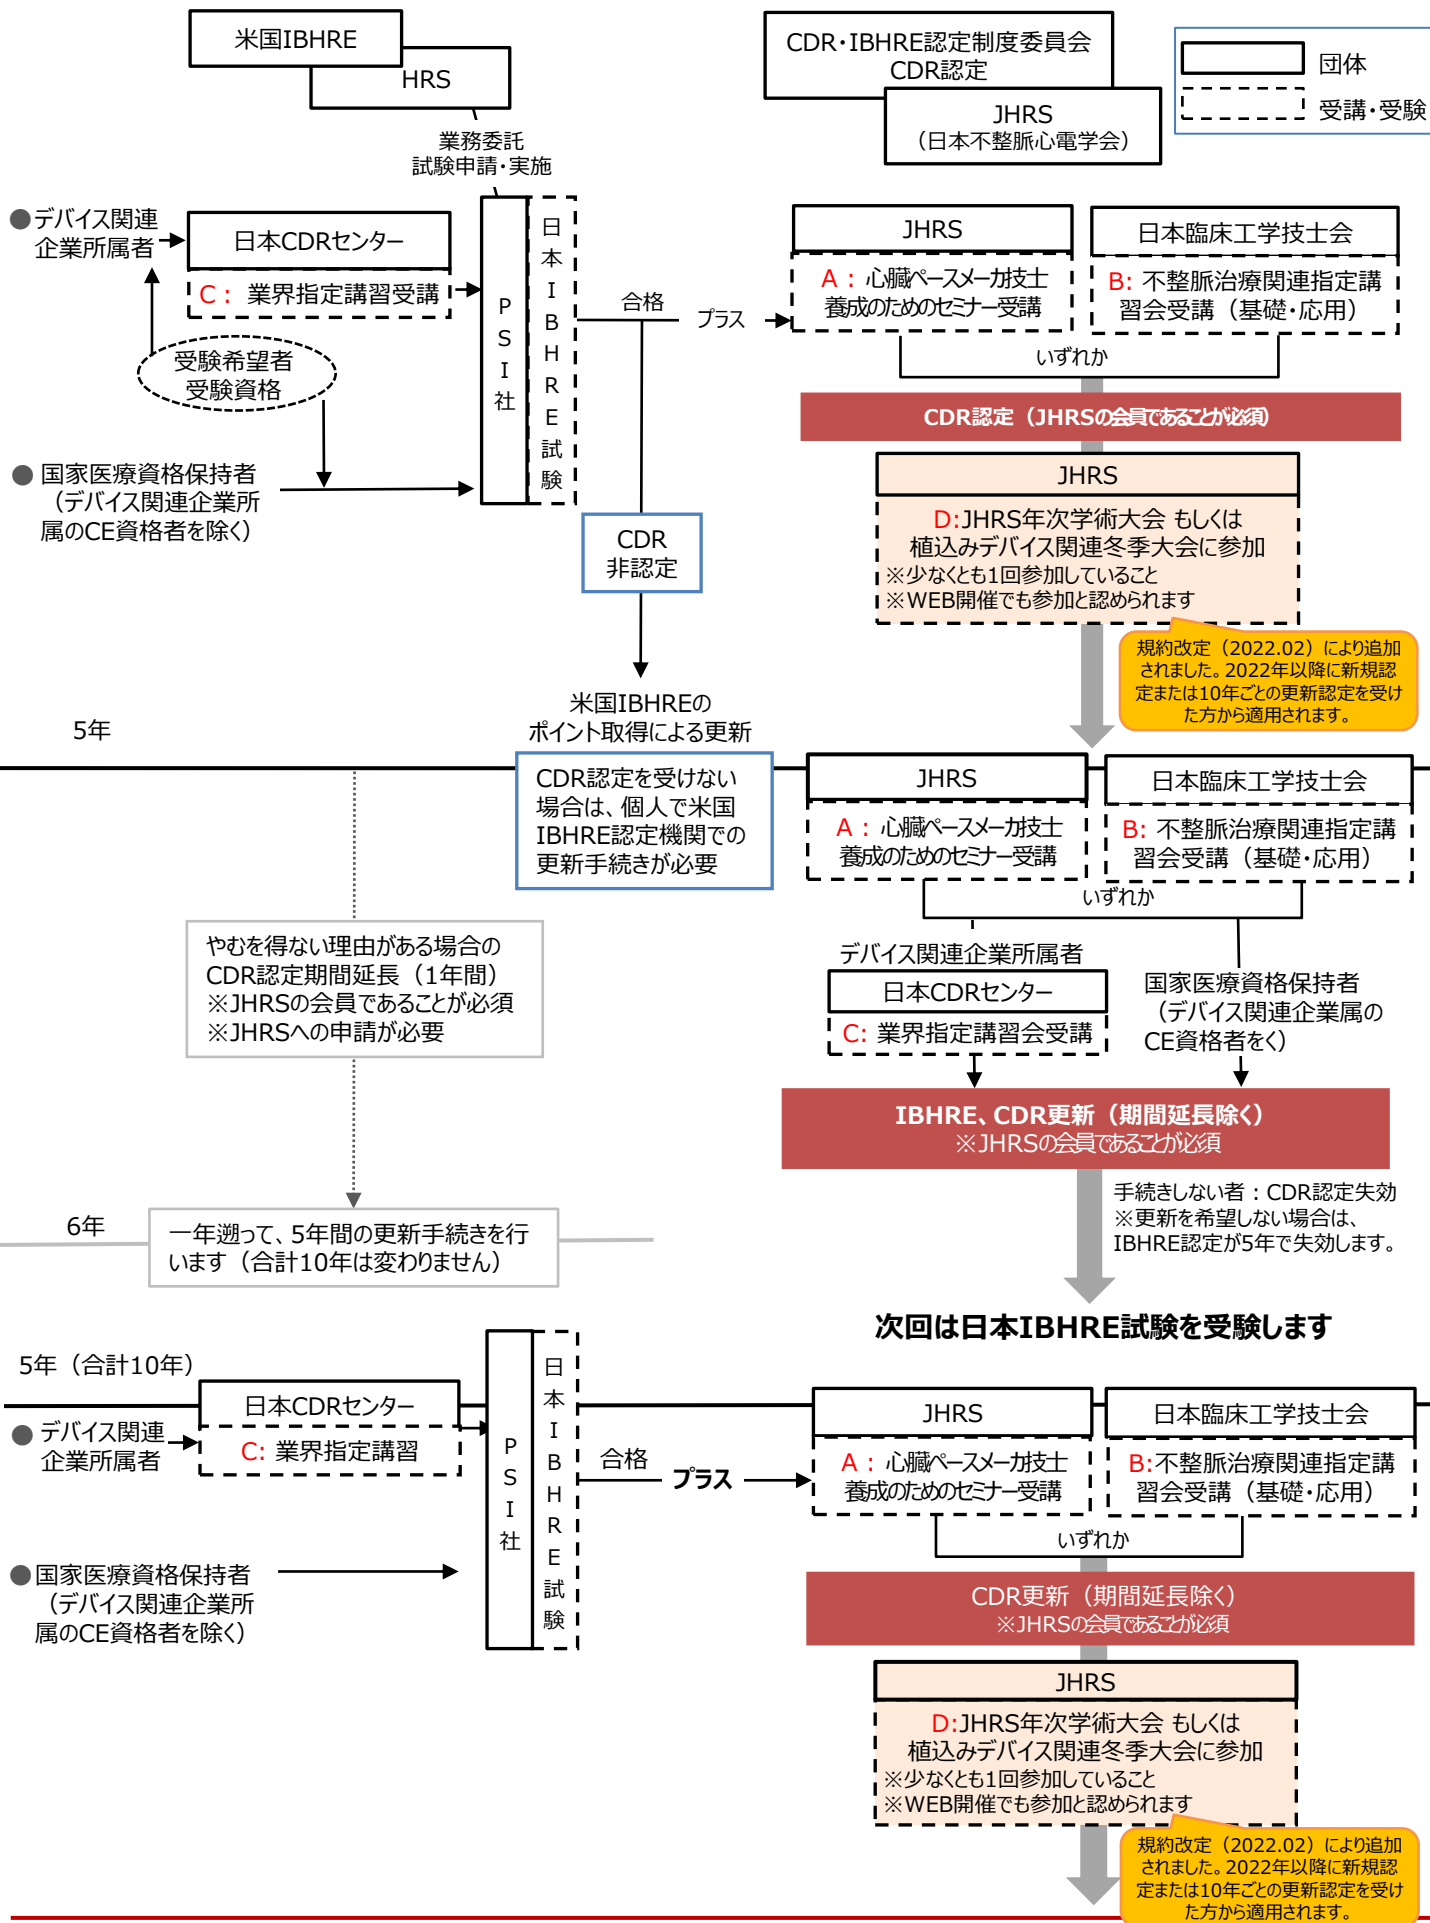 米国IBHRE
HRS
業務委託
試験申請・実施
CDR・IBHRE認定制度委員会
CDR認定
JHRS
（日本不整脈心電学会）
団体
受講・受験
●デバイス関連
企業所属者
日本CDRセンター
C： 業界指定講習受講
受験希望者
受験資格
●国家医療資格保持者
（デバイス関連企業所
属のCE資格者を除く）
PSI社
日本IBHRE試験
合格
プラス
JHRS
A： 心臓ペースメーカ技士
養成のためのセミナー受講
日本臨床工学技士会
B: 不整脈治療関連指定講
習会受講（基礎・応用）
いずれか
CDR認定（JHRSの会員であることが必須）
JHRS
D:JHRS年次学術大会 もしくは
植込みデバイス関連冬季大会に参加
※少なくとも1回参加していること
※WEB開催でも参加と認められます
規約改定（2022.02）により追加
されました。2022年以降に新規認
定または10年ごとの更新認定を受け
た方から適用されます。
CDR
非認定
米国IBHREの
ポイント取得による更新
5年
CDR認定を受けない
場合は、個人で米国
IBHRE認定機関での
更新手続きが必要
JHRS
A： 心臓ペースメーカ技士
養成のためのセミナー受講
日本臨床工学技士会
B: 不整脈治療関連指定講
習会受講（基礎・応用）
いずれか
やむを得ない理由がある場合の
CDR認定期間延長（1年間）
※JHRSの会員であることが必須
※JHRSへの申請が必要
デバイス関連企業所属者
日本CDRセンター
C: 業界指定講習会受講
国家医療資格保持者
（デバイス関連企業属の
CE資格者をく）
IBHRE、CDR更新（期間延長除く）
※JHRSの会員であることが必須
手続きしない者：CDR認定失効
※更新を希望しない場合は、
IBHRE認定が5年で失効します。
6年
一年遡って、5年間の更新手続きを行
います（合計10年は変わりません）
次回は日本IBHRE試験を受験します
5年（合計10年）
●デバイス関連
企業所属者
日本CDRセンター
C: 業界指定講習
●国家医療資格保持者
（デバイス関連企業所
属のCE資格者を除く）
PSI社
日本IBHRE試験
合格
プラス
JHRS
A： 心臓ペースメーカ技士
養成のためのセミナー受講
日本臨床工学技士会
B:不整脈治療関連指定講
習会受講（基礎・応用）
いずれか
CDR更新（期間延長除く）
※JHRSの会員であることが必須
JHRS
D:JHRS年次学術大会 もしくは
植込みデバイス関連冬季大会に参加
※少なくとも1回参加していること
※WEB開催でも参加と認められます
規約改定（2022.02）により追加
されました。2022年以降に新規認
定または10年ごとの更新認定を受け
た方から適用されます。